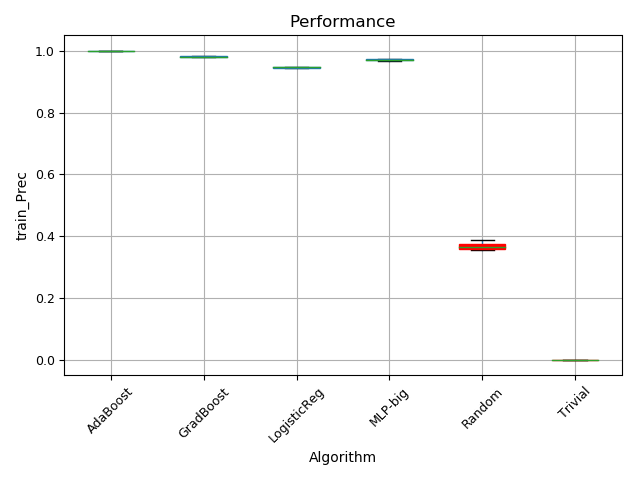 Performance
train_Prec
1.0
0.8
0.6
0.4
0.2
0.0
AdaBoost
GradBoost
LogisticReg
MLP-big
Random
Trivial
Algorithm